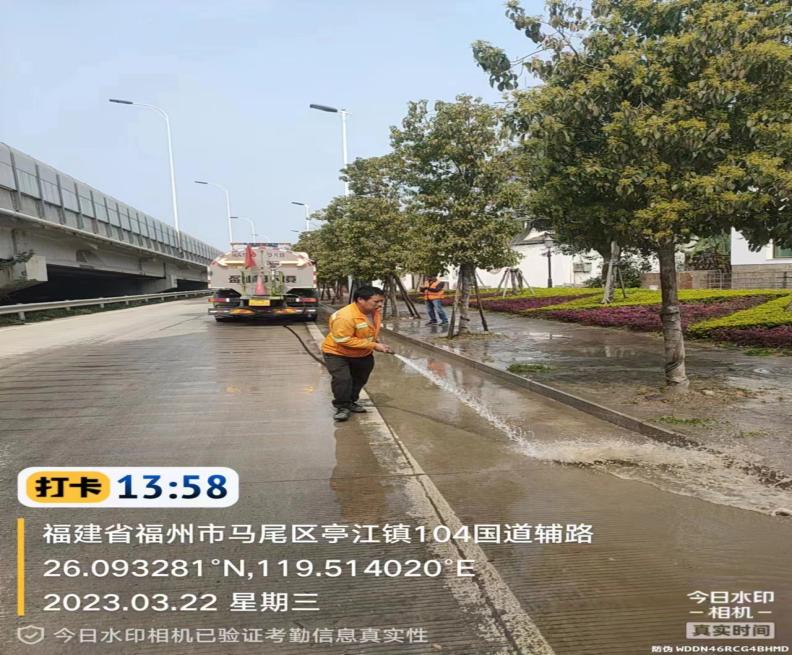 打卡 13:58
福建省福州市马尾区亭江镇104国道辅路
26.093281°N,119.514020°E
2023.03.22 星期三
今日水印相机已验证考勤信息真实性
今日水印
相机
真实时间
防伪 WDDN46RCG4BHMD